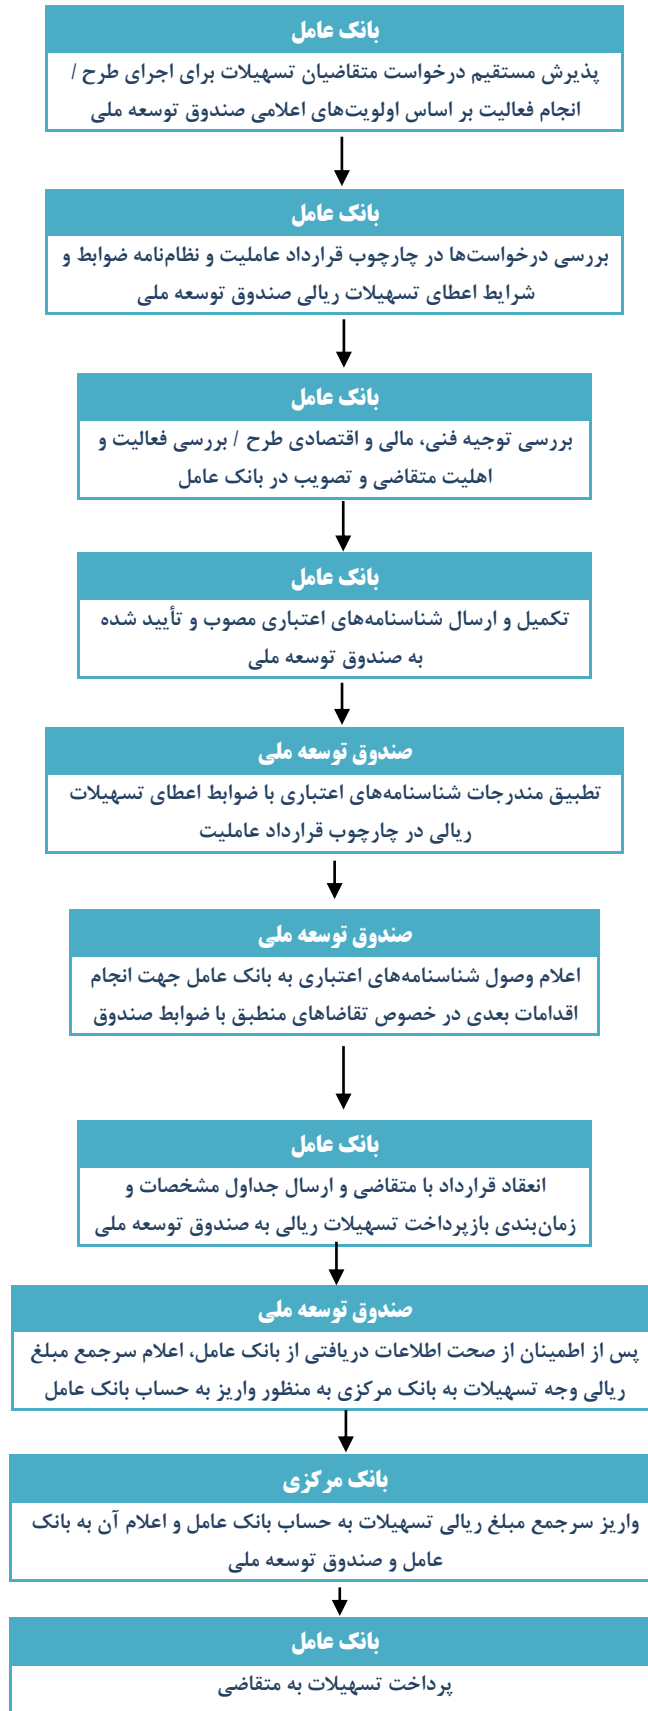 بانک عامل
پذیرش مستقیم درخواست متقاضیان تسهیلات برای اجرای طرح /
انجام فعالیت بر اساس اولویت‌های اعلامی صندوق توسعه ملی
بانک عامل
بررسی درخواست‌ها در چارچوب قرارداد عاملیت و نظام‌نامه ضوابط و
شرایط اعطای تسهیلات ریالی صندوق توسعه ملی
بانک عامل
بررسی توجیه فنی، مالی و اقتصادی طرح / بررسی فعالیت و
اهلیت متقاضی و تصویب در بانک عامل
بانک عامل
تکمیل و ارسال شناسنامه‌های اعتباری مصوب و تأیید شده
به صندوق توسعه ملی
صندوق توسعه ملی
تطبیق مندرجات شناسنامه‌های اعتباری با ضوابط اعطای تسهیلات
ریالی در چارچوب قرارداد عاملیت
صندوق توسعه ملی
اعلام وصول شناسنامه‌های اعتباری به بانک عامل جهت انجام
اقدامات بعدی در خصوص تقاضاهای منطبق با ضوابط صندوق
بانک عامل
انعقاد قرارداد با متقاضی و ارسال جداول مشخصات و
زمان‌بندی بازپرداخت تسهیلات ریالی به صندوق توسعه ملی
صندوق توسعه ملی
پس از اطمینان از صحت اطلاعات دریافتی از بانک عامل، اعلام سرجمع مبلغ
ریالی وجه تسهیلات به بانک مرکزی به منظور واریز به حساب بانک عامل
بانک مرکزی
واریز سرجمع مبلغ ریالی تسهیلات به حساب بانک عامل و اعلام آن به بانک
عامل و صندوق توسعه ملی
بانک عامل
پرداخت تسهیلات به متقاضی